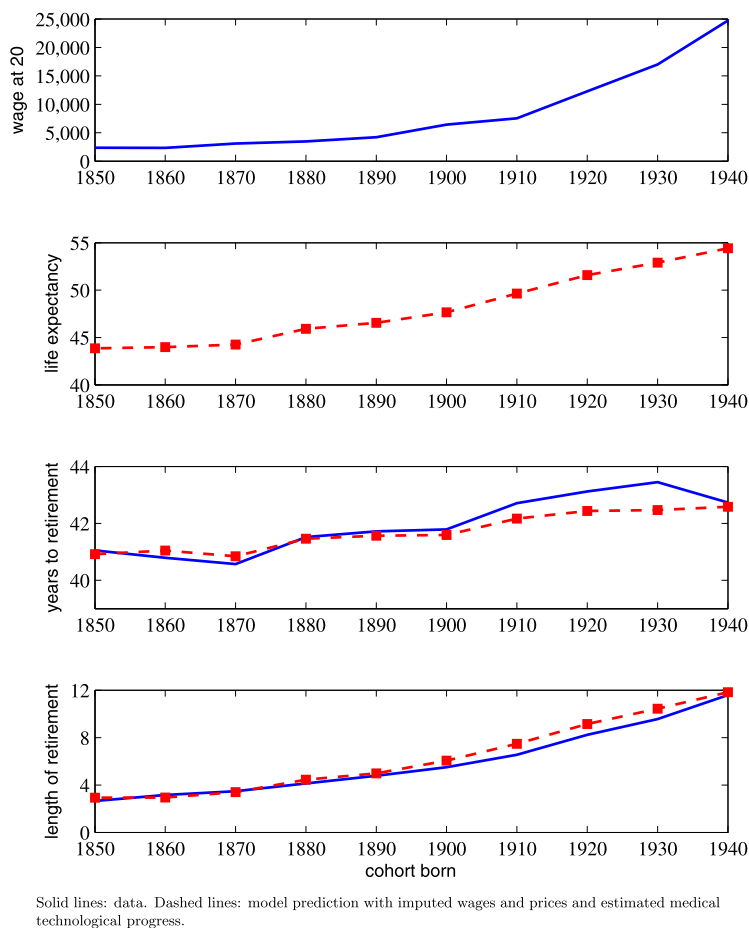 wage at 20
25,000
20,000
15,000
10,000
5,000
0
1850 1860 1870 1880 1890 1900 1910 1920 1930 1940
life expectancy
55
50
45
40
1850 1860 1870 1880 1890 1900 1910 1920 1930 1940
years to retirement
44
42
40
1850 1860 1870 1880 1890 1900 1910 1920 1930 1940
length of retirement
12
8
4
0
1850 1860 1870 1880 1890 1900 1910 1920 1930 1940
cohort born
Solid lines: data. Dashed lines: model prediction with imputed wages and prices and estimated medical
technological progress.